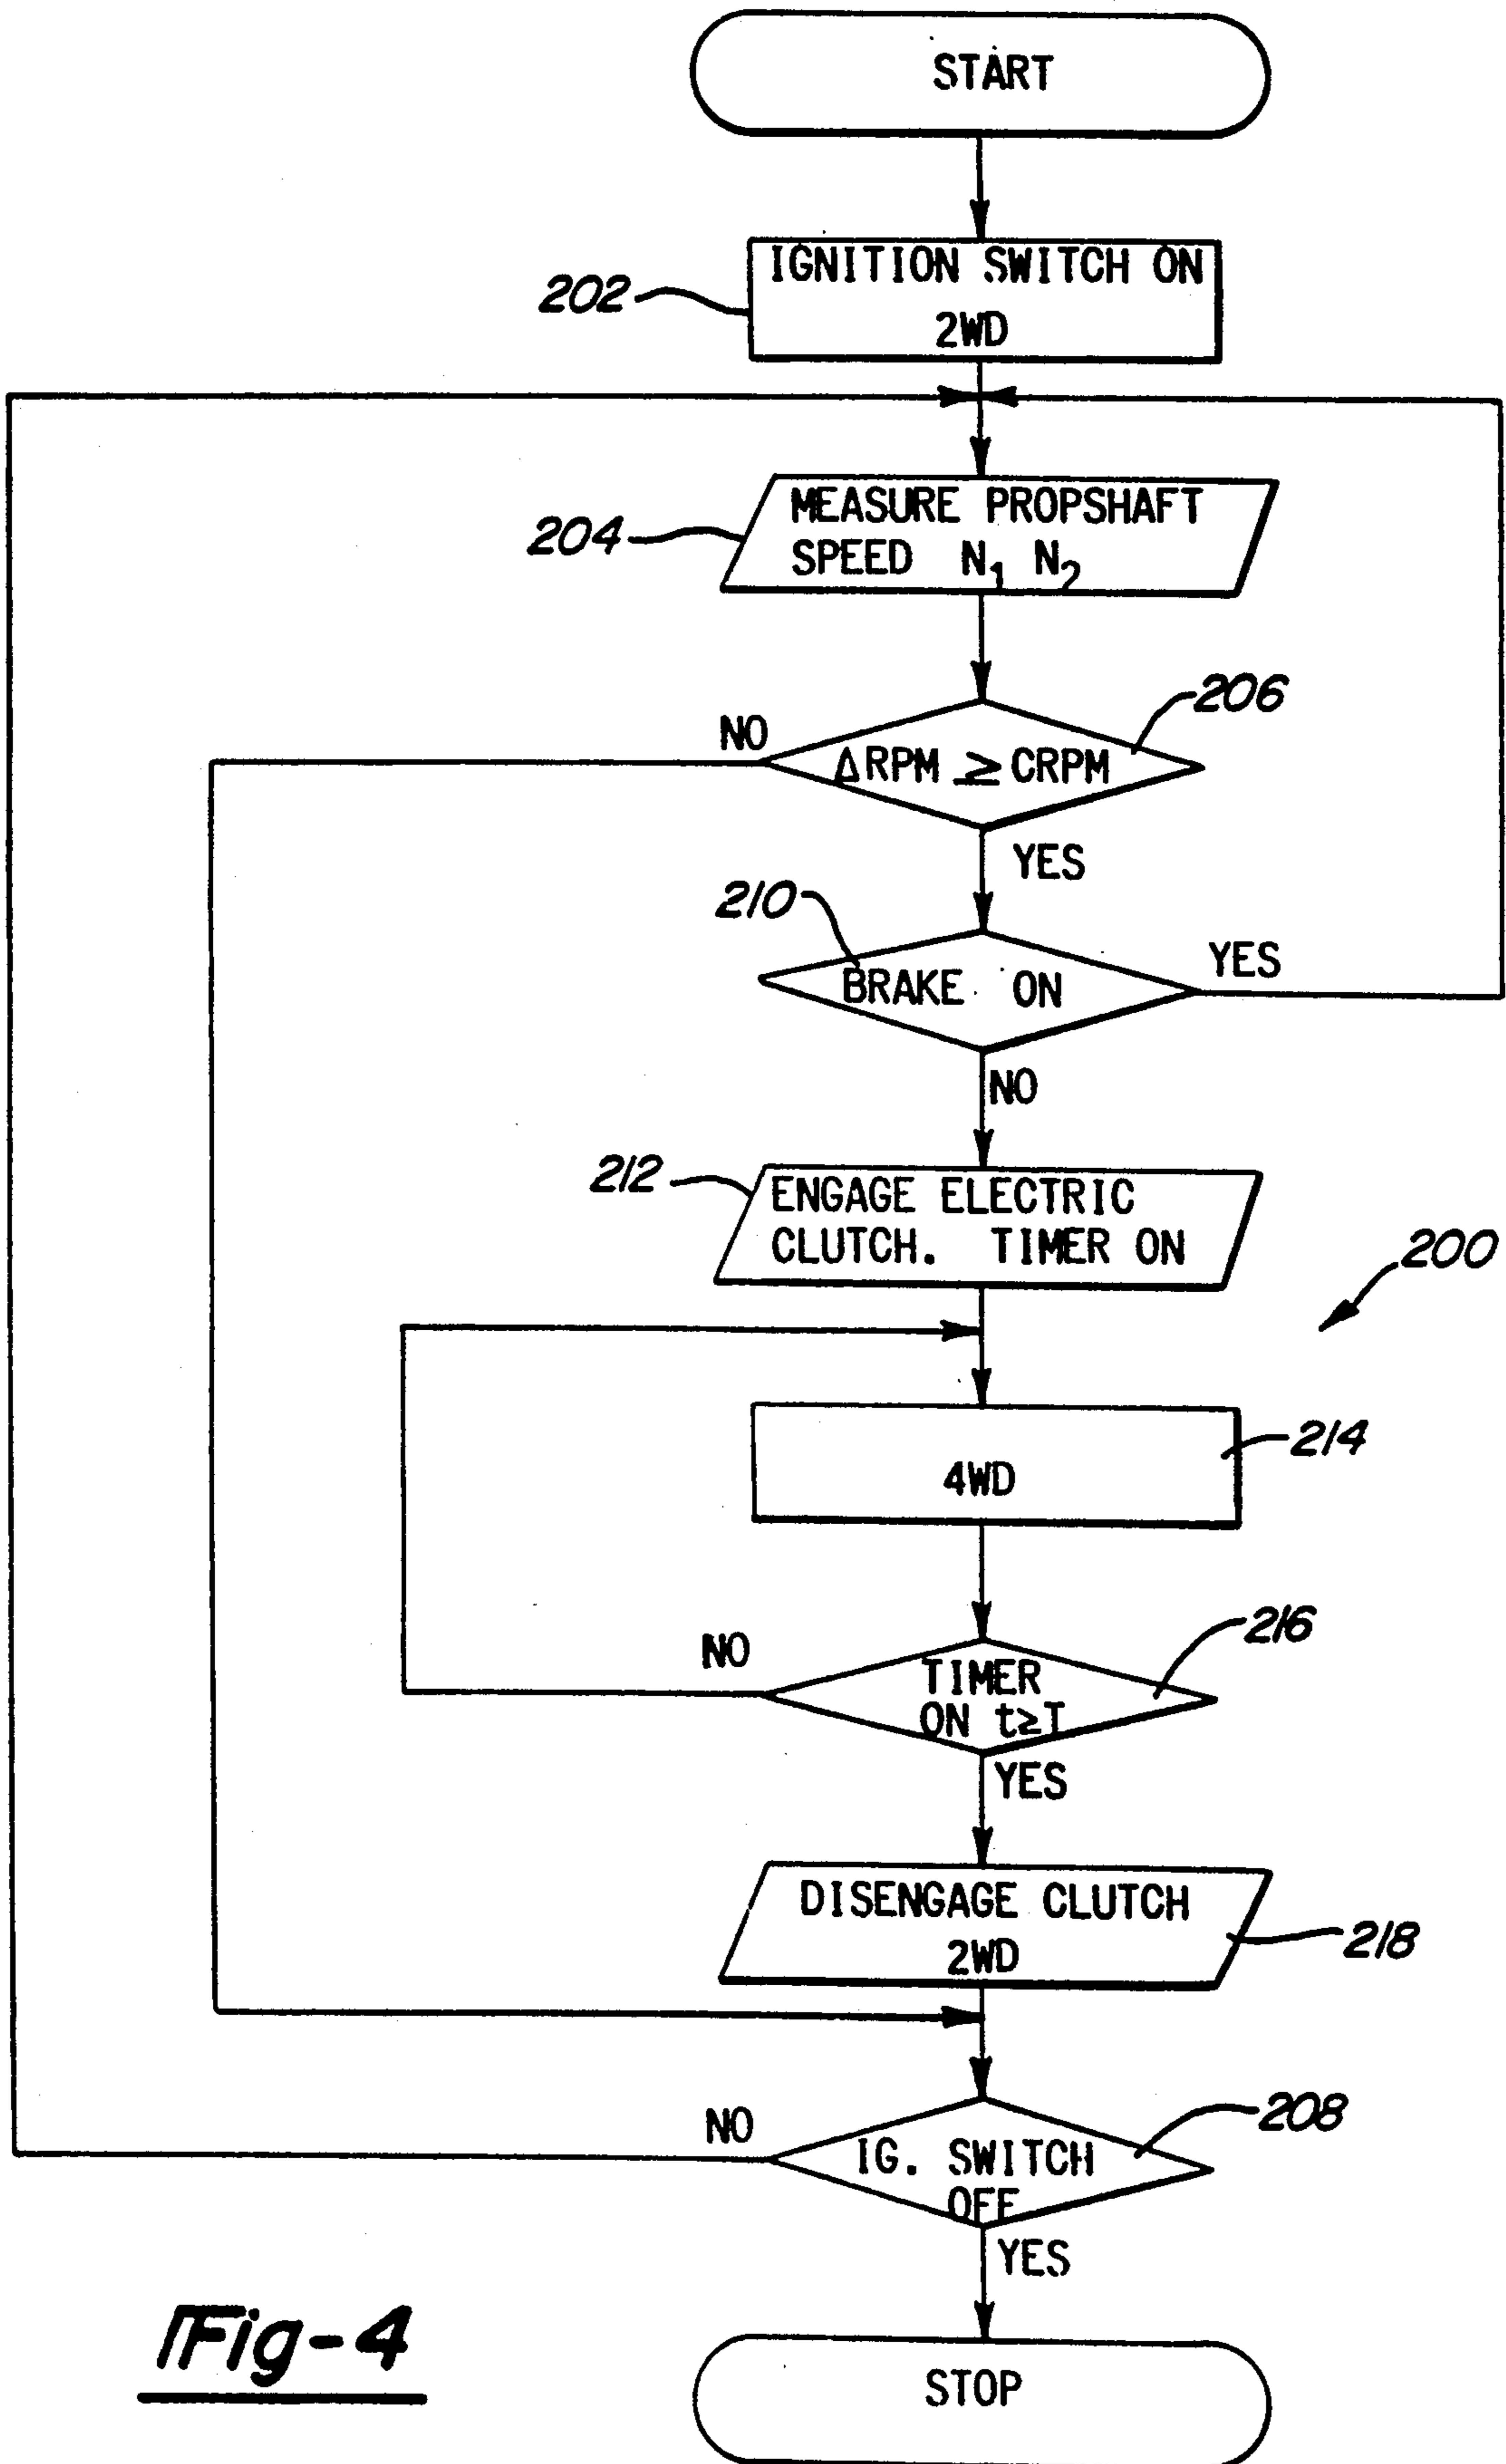 START
IGNITION SWITCH ON
2WD
202
MEASURE PROPSHAFT
SPEED N₁ N₂
204
206
NO
ΔRPM ≥ CRPM
YES
210
BRAKE ON
YES
NO
212
ENGAGE ELECTRIC
CLUTCH. TIMER ON
200
4WD
214
216
NO
TIMER
ON t≥T
YES
DISENGAGE CLUTCH
2WD
218
208
NO
IG. SWITCH
OFF
YES
STOP
Fig-4